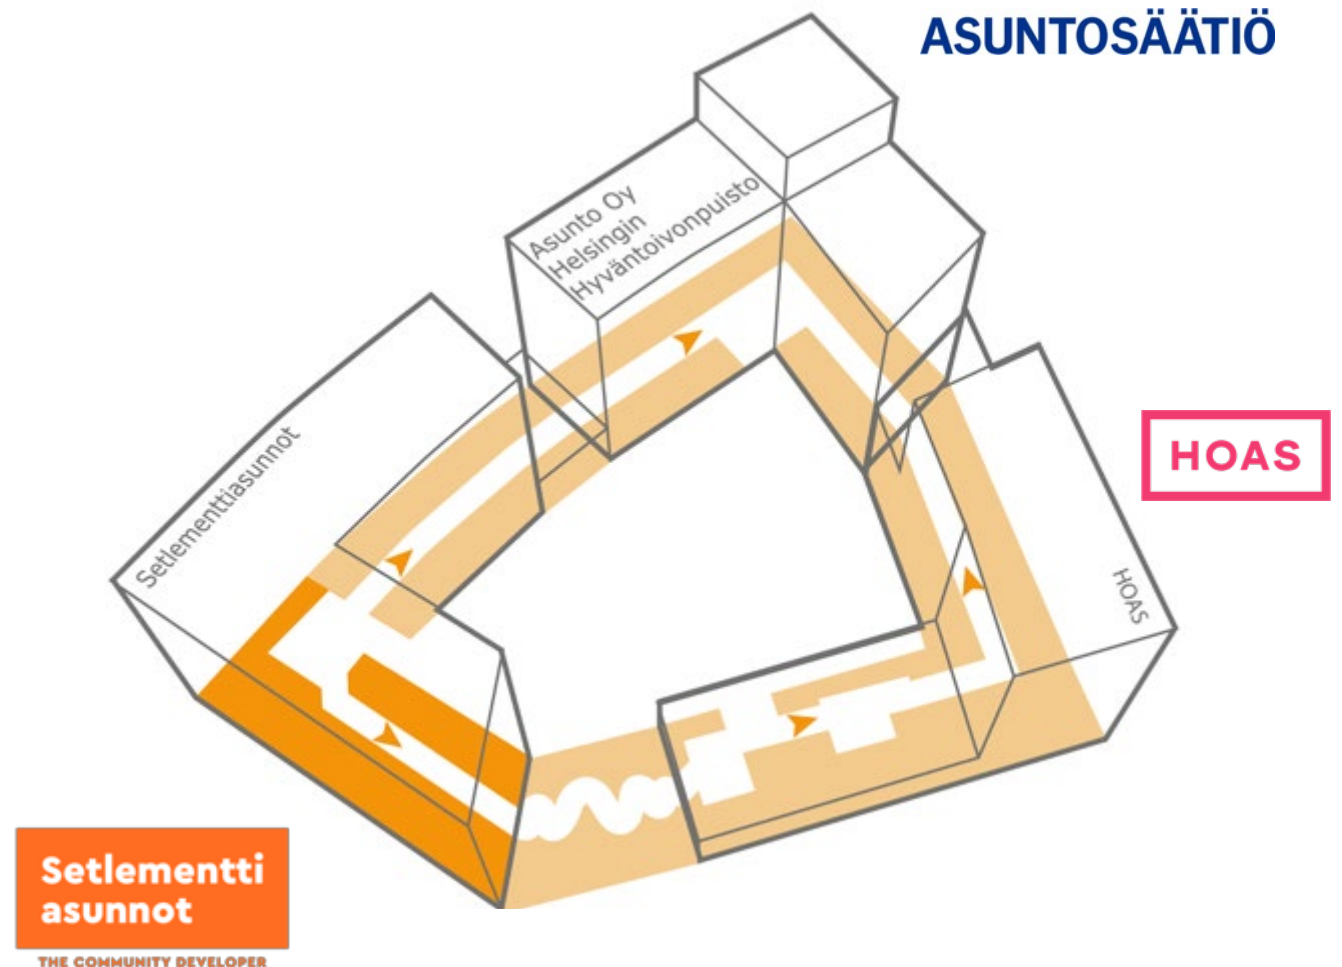 ASUNTOSÄÄTIÖ
Asunto Oy
Helsingin
Hyväntoivonpuisto
Setlementtiasunnot
HOAS
HOAS
Setlementti
asunnot
THE COMMUNITY DEVELOPER